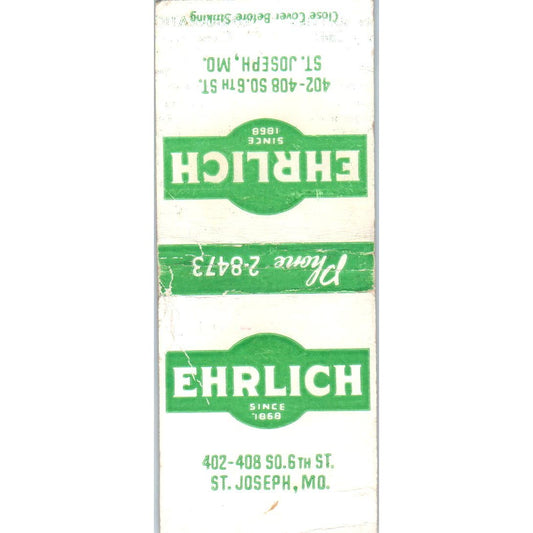 Close Cover Before Striking
402-408 SO. 6TH ST.
ST. JOSEPH, MO.
EHRLICH
SINCE
1868
Phone 2-8473
EHRLICH
SINCE
1868
402-408 SO. 6TH ST.
ST. JOSEPH, MO.